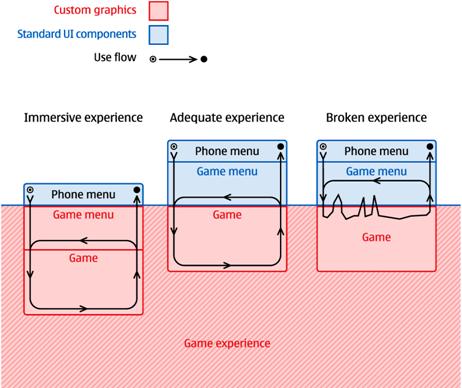 Custom graphics
Standard UI components
Use flow
Immersive experience
Adequate experience
Broken experience
Phone menu
Game menu
Game
Phone menu
Game menu
Game
Phone menu
Game menu
Game
Game experience